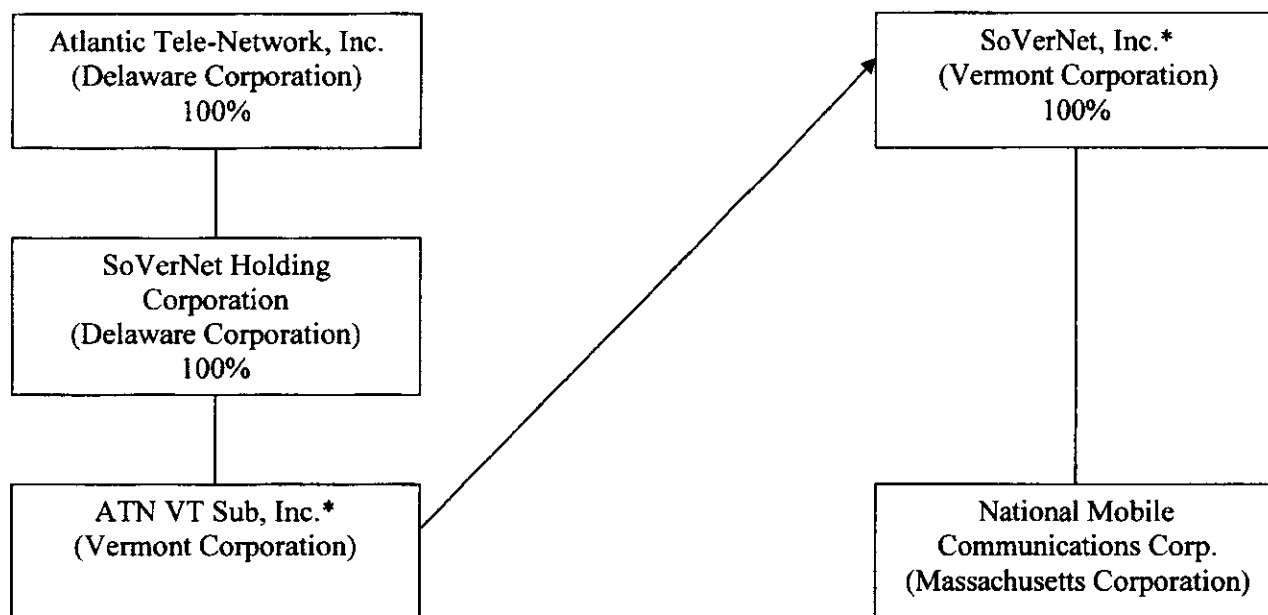 Atlantic Tele-Network, Inc.
(Delaware Corporation)
100%
SoVerNet Holding
Corporation
(Delaware Corporation)
100%
ATN VT Sub, Inc.*
(Vermont Corporation)
SoVerNet, Inc.*
(Vermont Corporation)
100%
National Mobile
Communications Corp.
(Massachusetts Corporation)